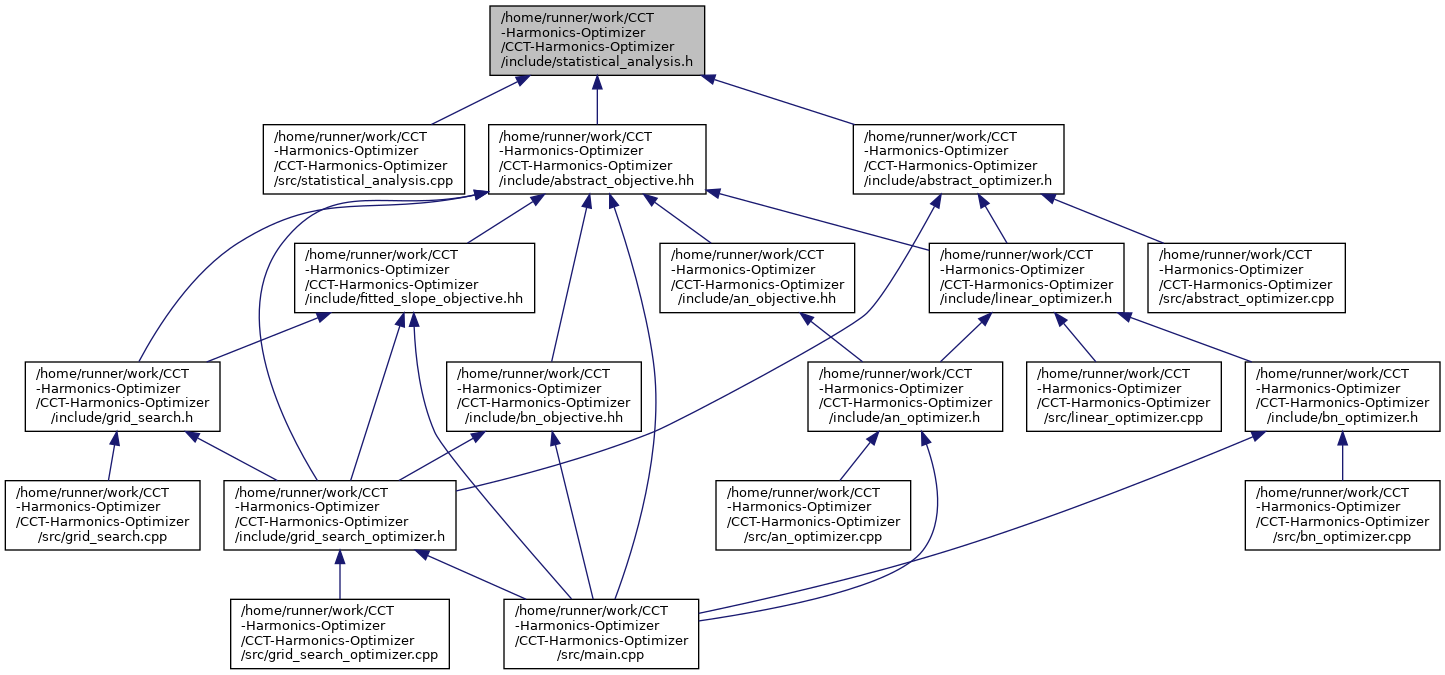 /home/runner/work/CCT
-Harmonics-Optimizer
/CCT-Harmonics-Optimizer
/include/statistical_analysis.h
/home/runner/work/CCT
-Harmonics-Optimizer
/CCT-Harmonics-Optimizer
/src/statistical_analysis.cpp
/home/runner/work/CCT
-Harmonics-Optimizer
/CCT-Harmonics-Optimizer
/include/abstract_objective.hh
/home/runner/work/CCT
-Harmonics-Optimizer
/CCT-Harmonics-Optimizer
/include/abstract_optimizer.h
/home/runner/work/CCT
-Harmonics-Optimizer
/CCT-Harmonics-Optimizer
/include/fitted_slope_objective.hh
/home/runner/work/CCT
-Harmonics-Optimizer
/CCT-Harmonics-Optimizer
/include/an_objective.hh
/home/runner/work/CCT
-Harmonics-Optimizer
/CCT-Harmonics-Optimizer
/include/linear_optimizer.h
/home/runner/work/CCT
-Harmonics-Optimizer
/CCT-Harmonics-Optimizer
/src/abstract_optimizer.cpp
/home/runner/work/CCT
-Harmonics-Optimizer
/CCT-Harmonics-Optimizer
/include/grid_search.h
/home/runner/work/CCT
-Harmonics-Optimizer
/CCT-Harmonics-Optimizer
/include/bn_objective.hh
/home/runner/work/CCT
-Harmonics-Optimizer
/CCT-Harmonics-Optimizer
/include/an_optimizer.h
/home/runner/work/CCT
-Harmonics-Optimizer
/CCT-Harmonics-Optimizer
/src/linear_optimizer.cpp
/home/runner/work/CCT
-Harmonics-Optimizer
/CCT-Harmonics-Optimizer
/include/bn_optimizer.h
/home/runner/work/CCT
-Harmonics-Optimizer
/CCT-Harmonics-Optimizer
/src/grid_search.cpp
/home/runner/work/CCT
-Harmonics-Optimizer
/CCT-Harmonics-Optimizer
/include/grid_search_optimizer.h
/home/runner/work/CCT
-Harmonics-Optimizer
/CCT-Harmonics-Optimizer
/src/an_optimizer.cpp
/home/runner/work/CCT
-Harmonics-Optimizer
/CCT-Harmonics-Optimizer
/src/bn_optimizer.cpp
/home/runner/work/CCT
-Harmonics-Optimizer
/CCT-Harmonics-Optimizer
/src/grid_search_optimizer.cpp
/home/runner/work/CCT
-Harmonics-Optimizer
/CCT-Harmonics-Optimizer
/src/main.cpp